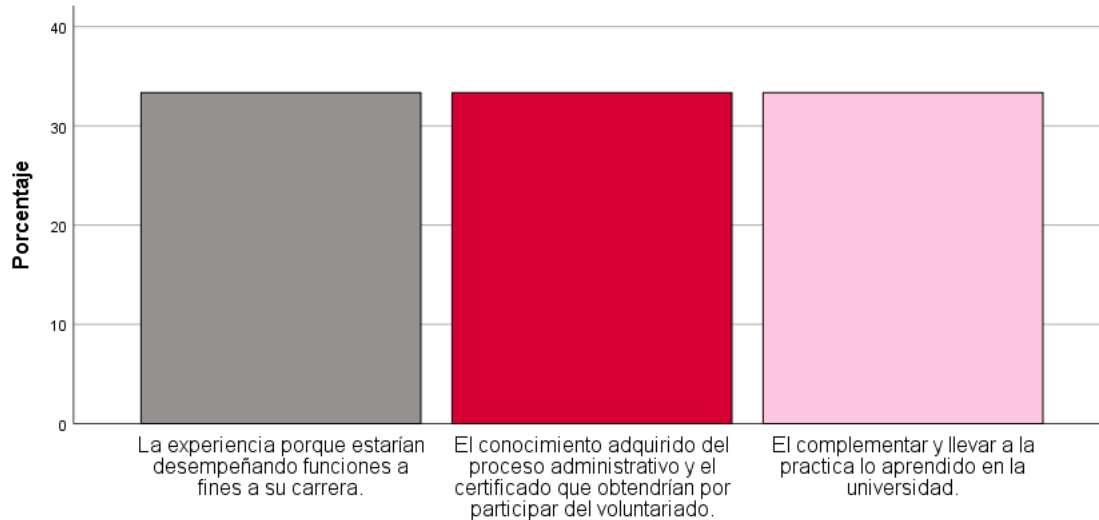 40
30
20
10
0
Porcentaje
La experiencia porque estarían
desempeñando funciones a
fines a su carrera.
El conocimiento adquirido del
proceso administrativo y el
certificado que obtendrían por
participar del voluntariado.
El complementar y llevar a la
practica lo aprendido en la
universidad.